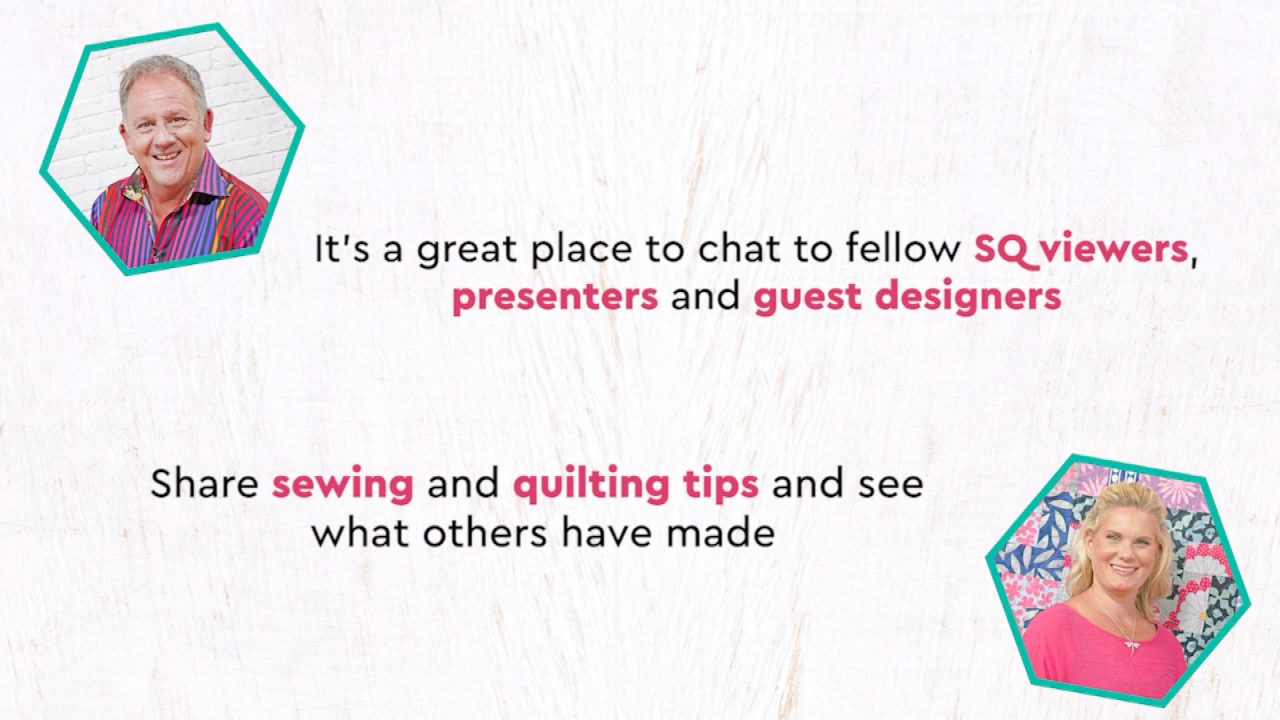 It's a great place to chat to fellow SQ viewers,
presenters and guest designers
Share sewing and quilting tips and see
what others have made